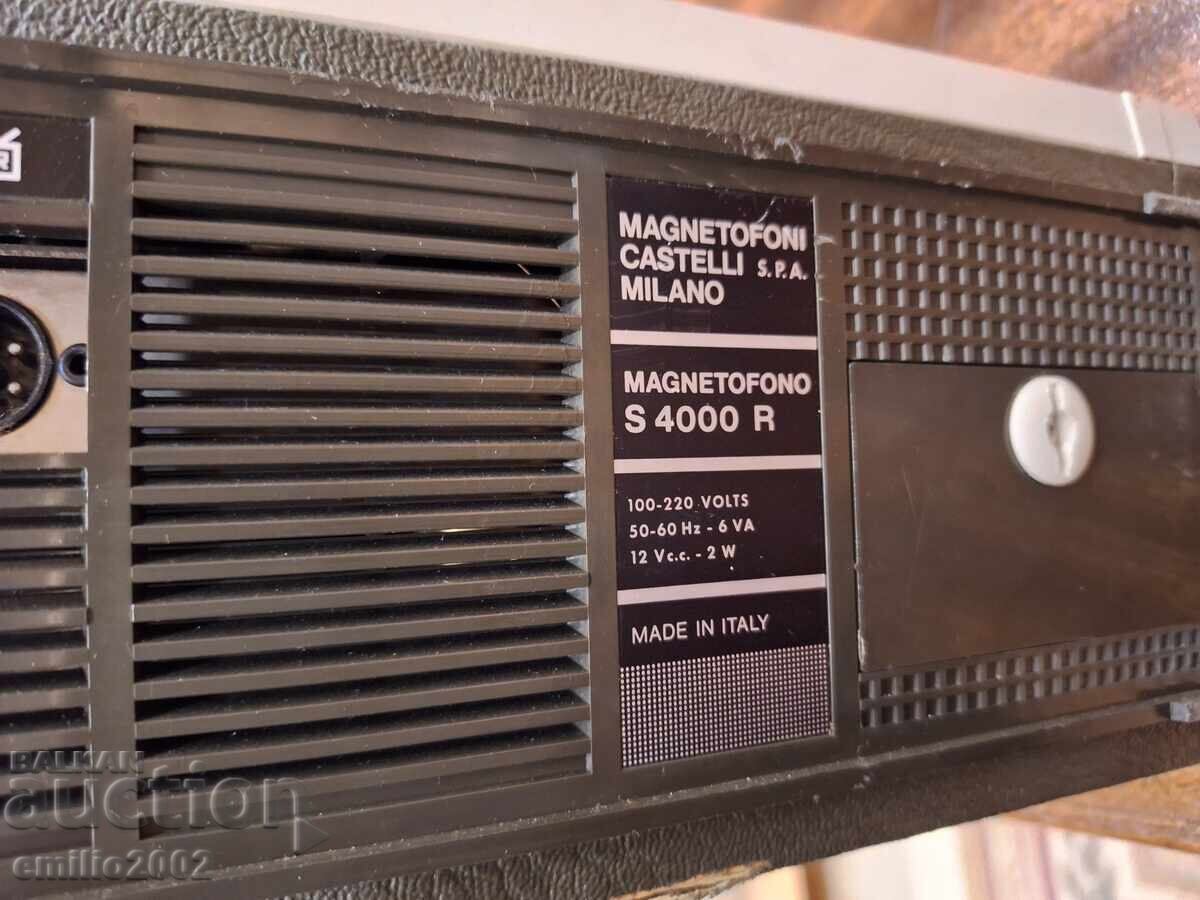 MAGNETOFONI
CASTELLI S.P.A.
MILANO
MAGNETOFONO
S 4000 R
100-220 VOLTS
50-60 Hz - 6 VA
12 Vc.c. - 2 W
MADE IN ITALY
BALKAN
auction
emilio2002